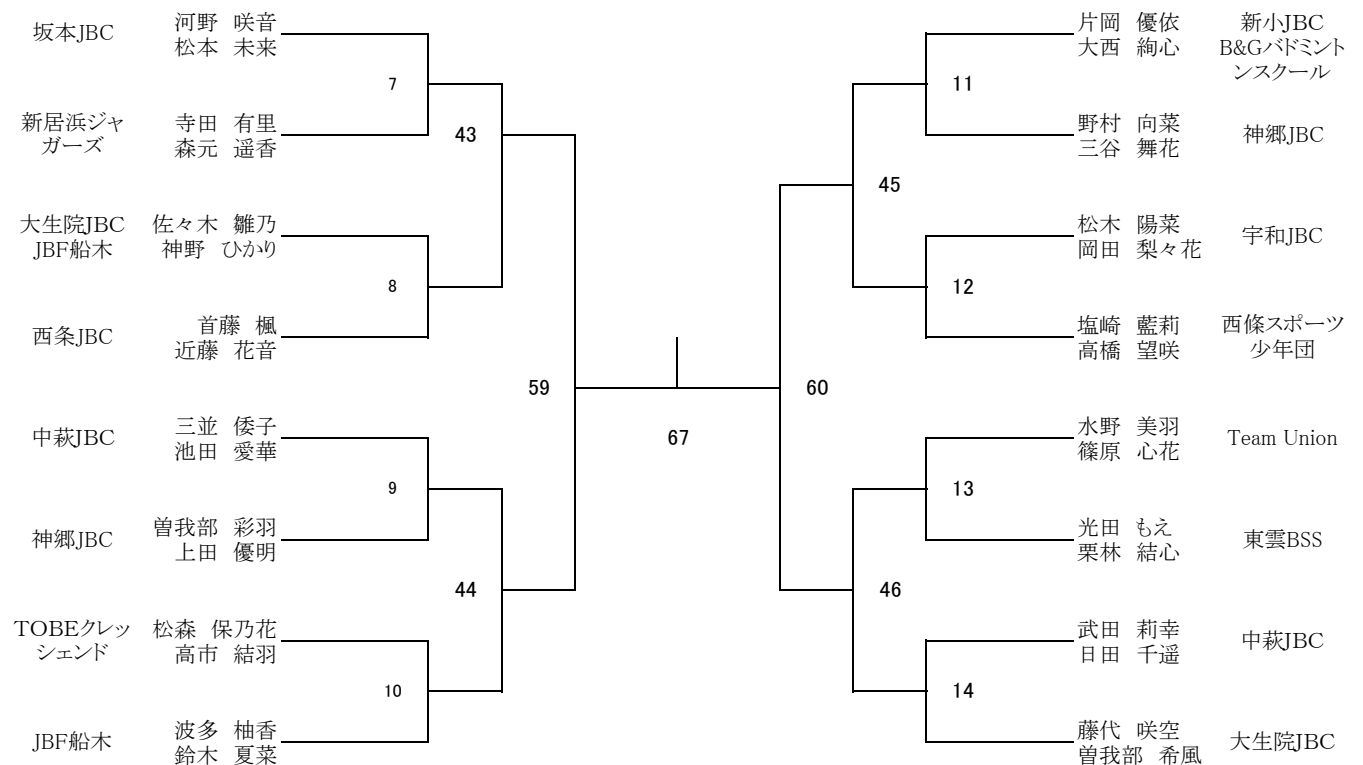 坂本JBC
河野 咲音
松本 未来
7
新居浜ジャ
ガーズ
寺田 有里
森元 遥香
43
大生院JBC
JBF船木
佐々木 雛乃
神野 ひかり
8
西条JBC
首藤 楓
近藤 花音
59
中萩JBC
三並 倭子
池田 愛華
9
神郷JBC
曽我部 彩羽
上田 優明
44
TOBEクレッ
シェンド
松森 保乃花
高市 結羽
10
JBF船木
波多 柚香
鈴木 夏菜
67
片岡 優依
大西 絢心
新小JBC
B&Gバドミント
ンスクール
11
野村 向菜
三谷 舞花
神郷JBC
45
松木 陽菜
岡田 梨々花
宇和JBC
12
塩崎 藍莉
高橋 望咲
西條スポーツ
少年団
60
水野 美羽
篠原 心花
Team Union
13
光田 もえ
栗林 結心
東雲BSS
46
武田 莉幸
日田 千遥
中萩JBC
14
藤代 咲空
曽我部 希風
大生院JBC